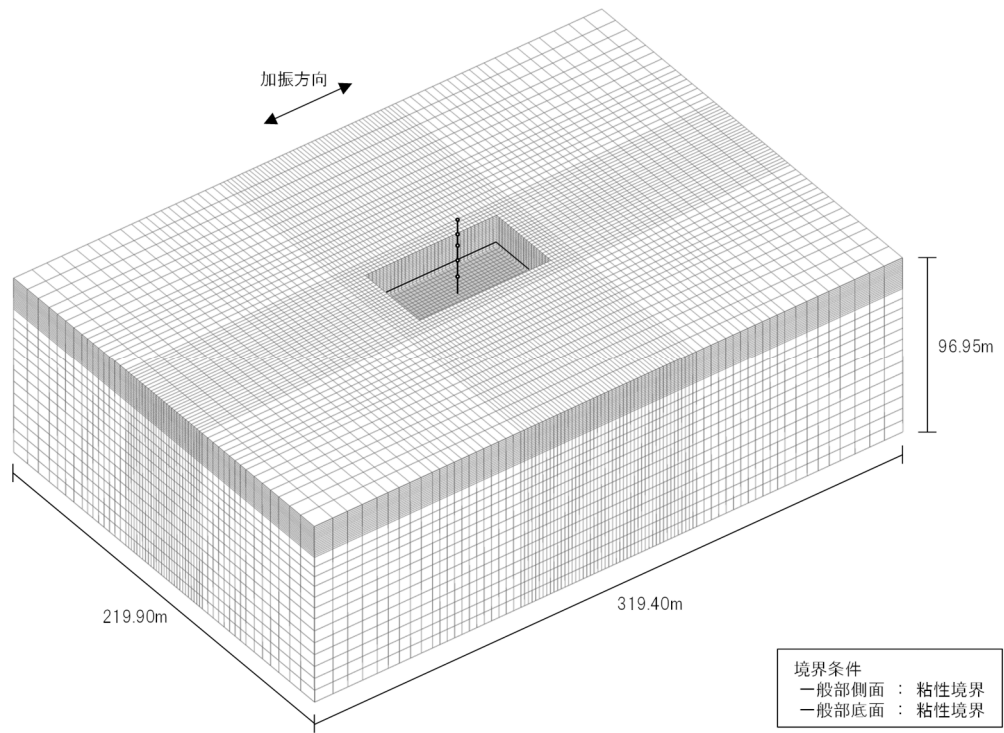 加振方向
96.95m
319.40m
219.90m
境界条件
一般部側面 : 粘性境界
一般部底面 : 粘性境界